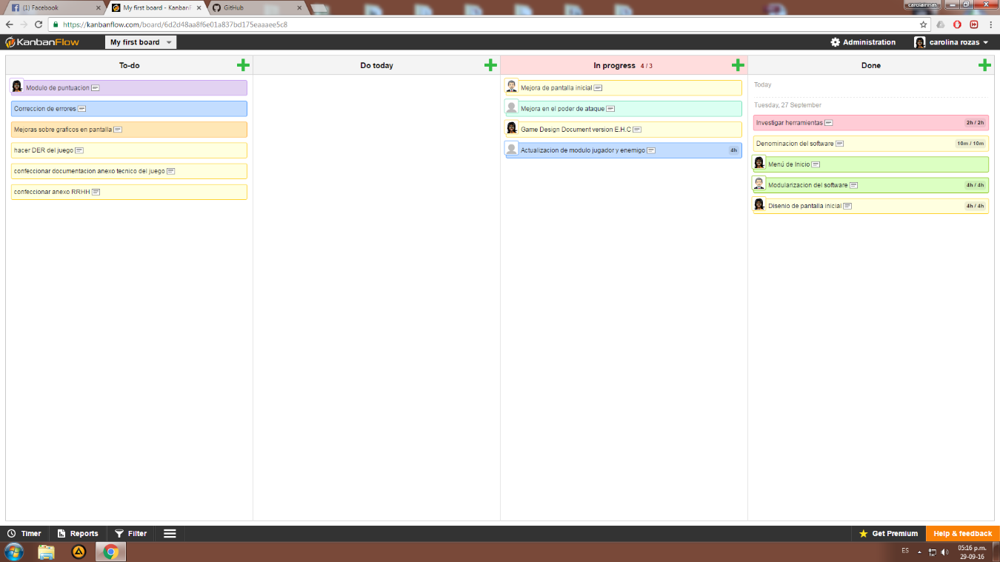 (1) Facebook
My first board - KanbanF
GitHub
carolainrias
https://kanbanflow.com/board/6d2d48aa8f6e01a837bd175eaaaee5c8
KanbanFlow
My first board
Administration
carolina rozas
To-do
Do today
In progress 4 / 3
Done
Modulo de puntuacion
Correccion de errores
Mejoras sobre graficos en pantalla
hacer DER del juego
confeccionar documentacion anexo tecnico del juego
confeccionar anexo RRHH
Mejora de pantalla inicial
Mejora en el poder de ataque
Game Design Document version E.H.C
Actualizacion de modulo jugador y enemigo 4h
Today
Tuesday, 27 September
Investigar herramientas 2h / 2h
Denominacion del software 10m / 10m
Menú de Inicio
Modularizacion del software 4h / 4h
Disenio de pantalla inicial 4h / 4h
Timer
Reports
Filter
Get Premium
Help & feedback
ES
05:16 p.m.
29-09-16